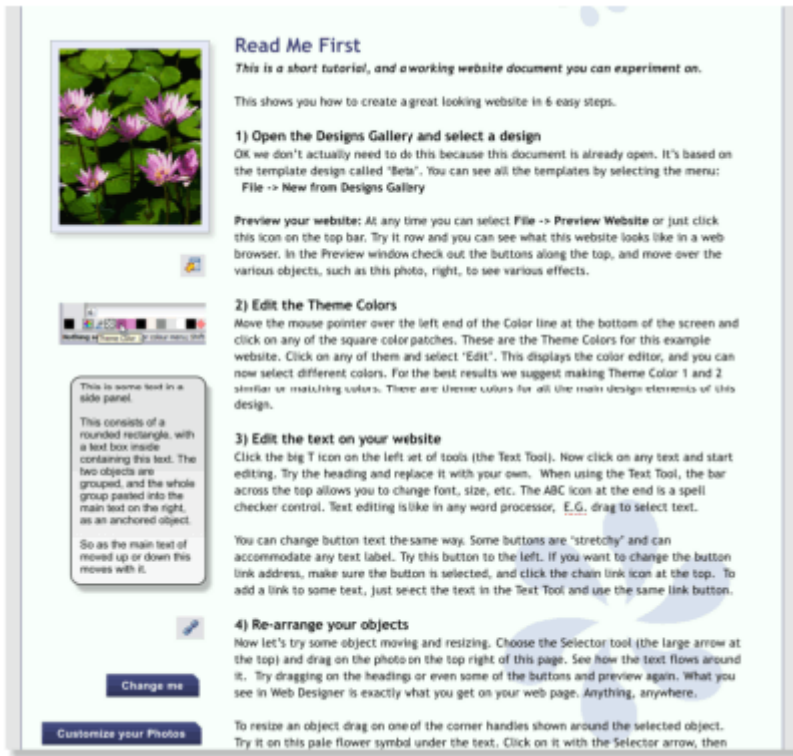 Read Me First
This is a short tutorial, and a working website document you can experiment on.
This shows you how to create a great looking website in 6 easy steps.
1) Open the Designs Gallery and select a design
OK we don't actually need to do this because this document is already open. It's based on
the template design called "Beta". You can see all the templates by selecting the menu:
File -> New from Designs Gallery
Preview your website: At any time you can select File -> Preview Website or just click
this icon on the top bar. Try it row and you can see what this website looks like in a web
browser. In the Preview window check out the buttons along the top, and move over the
various objects, such as this photo, right, to see various effects.
2) Edit the Theme Colors
Move the mouse pointer over the left end of the Color line at the bottom of the screen and
click on any of the square color patches. These are the Theme Colors for this example
website. Click on any of them and select "Edit". This displays the color editor, and you can
now select different colors. For the best results we suggest making Theme Color 1 and 2
similar or matching colors. There are theme colors for all the main design elements of this
design.
3) Edit the text on your website
Click the big T icon on the left set of tools (the Text Tool). Now click on any text and start
editing. Try the heading and replace it with your own. When using the Text Tool, the bar
across the top allows you to change font, size, etc. The ABC icon at the end is a spell
checker control. Text editing is like in any word processor, E.G. drag to select text.
You can change button text the same way. Some buttons are "stretchy" and can
accommodate any text label. Try this button to the left. If you want to change the button
link address, make sure the button is selected, and click the chain link icon at the top. To
add a link to some text, just select the text in the Text Tool and use the same link button.
4) Re-arrange your objects
Now let's try some object moving and resizing. Choose the Selector tool (the large arrow at
the top) and drag on the photo on the top right of this page. See how the text flows around
it. Try dragging on the headings or even some of the buttons and preview again. What you
see in Web Designer is exactly what you get on your web page. Anything, anywhere.
To resize an object drag on one of the corner handles shown around the selected object.
Try it on this pale flower symbol under the text. Click on it with the Selector arrow, then
Theme Color
This is some text in a
side panel.
This consists of a
rounded rectangle, with
a text box inside
containing this text. The
two objects are
grouped, and the whole
group pasted into the
main text on the right,
as an anchored object.
So as the main text of
moved up or down this
moves with it.
Change me
Customize your Photos